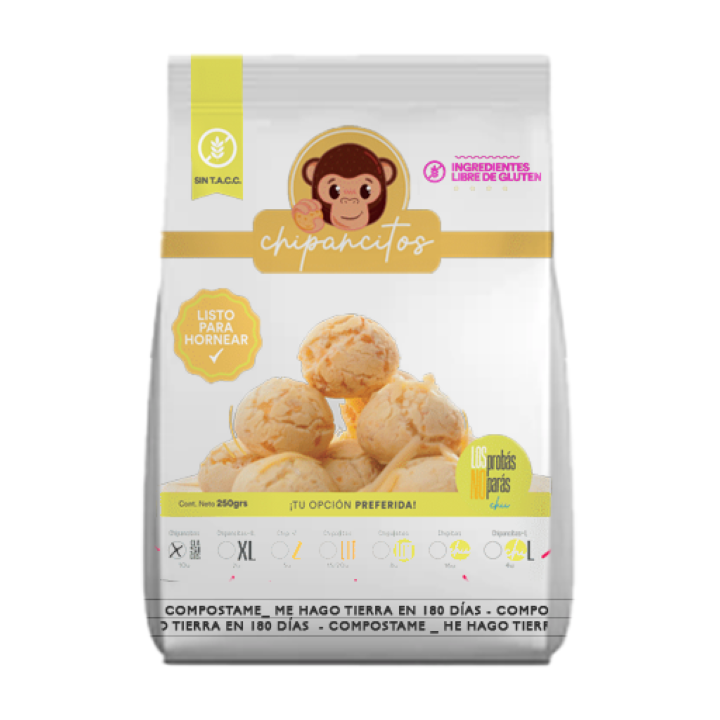 SIN T.A.C.C.
INGREDIENTES
LIBRE DE GLUTEN
chipancitos
LISTO
PARA
HORNEAR
LOS probás
NO parás
Cont. Neto 250grs
¡TU OPCIÓN PREFERIDA!
XL
L
COMPOSTAME_ ME HAGO TIERRA EN 180 DÍAS - COMPO
O TIERRA EN 180 DÍAS - COMPOSTAME _ HE HAGO TIERR